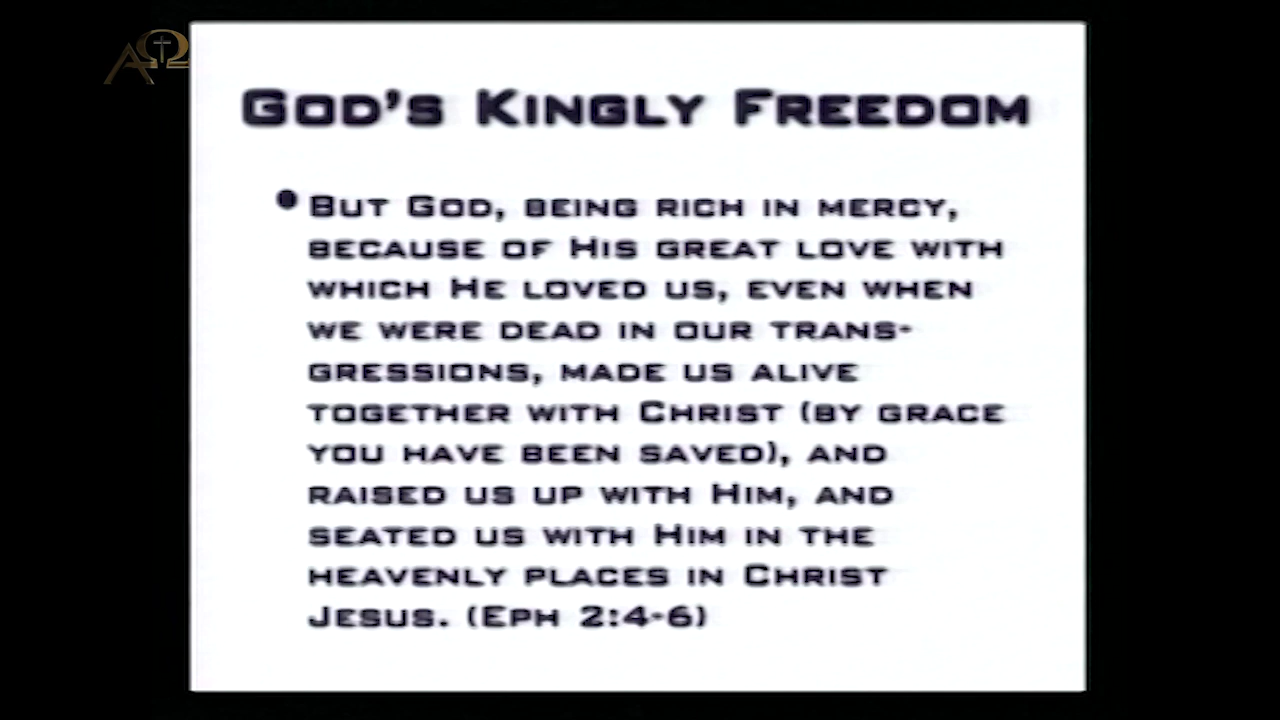 ΑΩ
God's Kingly Freedom
• But God, being rich in mercy,
because of His great love with
which He loved us, even when
we were dead in our trans-
gressions, made us alive
together with Christ (by grace
you have been saved), and
raised us up with Him, and
seated us with Him in the
heavenly places in Christ
Jesus. (Eph 2:4-6)